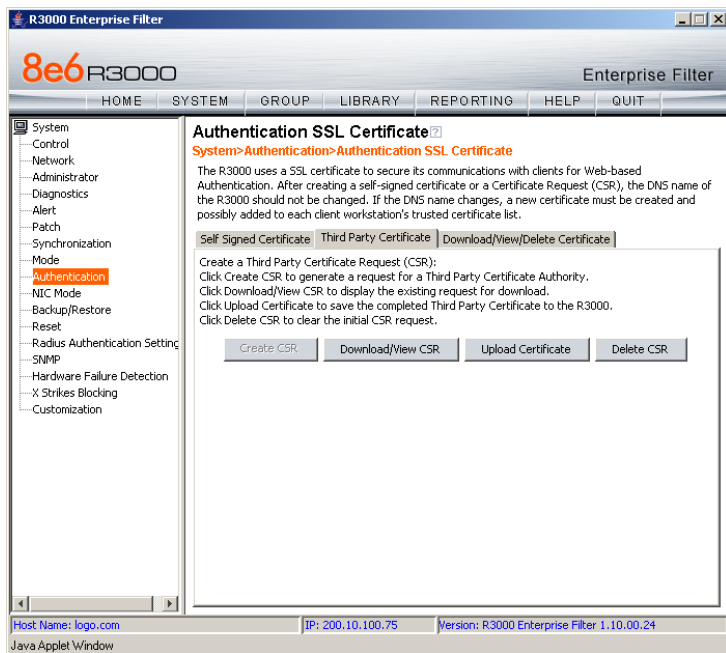 R3000 Enterprise Filter
8e6 R3000
Enterprise Filter
HOME SYSTEM GROUP LIBRARY REPORTING HELP QUIT
System
Control
Network
Administrator
Diagnostics
Alert
Patch
Synchronization
Mode
Authentication
NIC Mode
Backup/Restore
Reset
Radius Authentication Setting
SNMP
Hardware Failure Detection
X Strikes Blocking
Customization
Authentication SSL Certificate?
System>Authentication>Authentication SSL Certificate
The R3000 uses a SSL certificate to secure its communications with clients for Web-based
Authentication. After creating a self-signed certificate or a Certificate Request (CSR), the DNS name of
the R3000 should not be changed. If the DNS name changes, a new certificate must be created and
possibly added to each client workstation's trusted certificate list.
Self Signed Certificate Third Party Certificate Download/View/Delete Certificate
Create a Third Party Certificate Request (CSR):
Click Create CSR to generate a request for a Third Party Certificate Authority.
Click Download/View CSR to display the existing request for download.
Click Upload Certificate to save the completed Third Party Certificate to the R3000.
Click Delete CSR to clear the initial CSR request.
Create CSR Download/View CSR Upload Certificate Delete CSR
Host Name: logo.com IP: 200.10.100.75 Version: R3000 Enterprise Filter 1.10.00.24
Java Applet Window